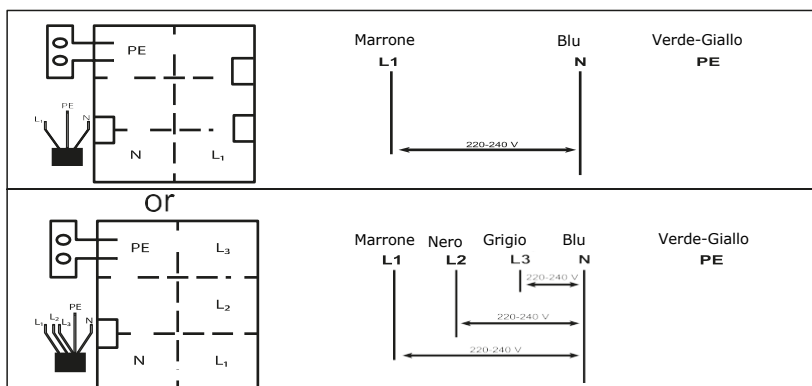 Marrone Blu Verde-Giallo
PE L1 N PE
PE
L₁ N
220-240 V
N L₁
or
Marrone Nero Grigio Blu Verde-Giallo
PE L₃ L1 L2 L3 N PE
220-240 V
PE
L₁ L₂ L₃ N
L₂ 220-240 V
220-240 V
N L₁